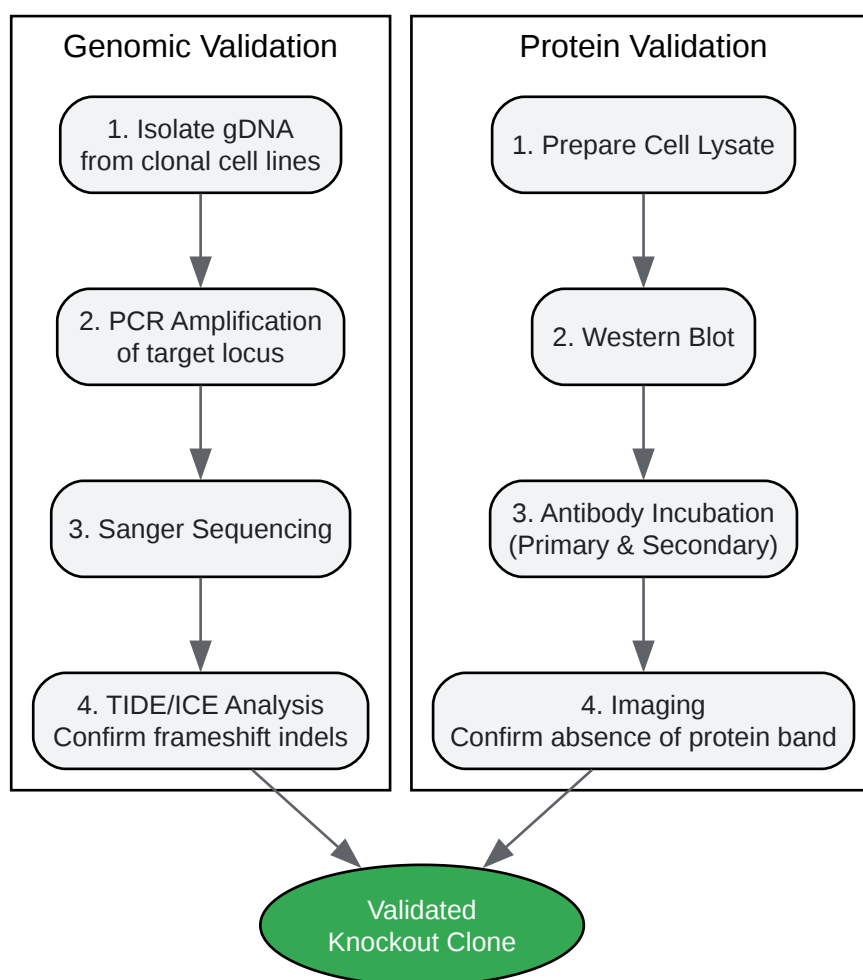 Genomic Validation
1. Isolate gDNA
from clonal cell lines
2. PCR Amplification
of target locus
3. Sanger Sequencing
4. TIDE/ICE Analysis
Confirm frameshift indels
Protein Validation
1. Prepare Cell Lysate
2. Western Blot
3. Antibody Incubation
(Primary & Secondary)
4. Imaging
Confirm absence of protein band
Validated
Knockout Clone